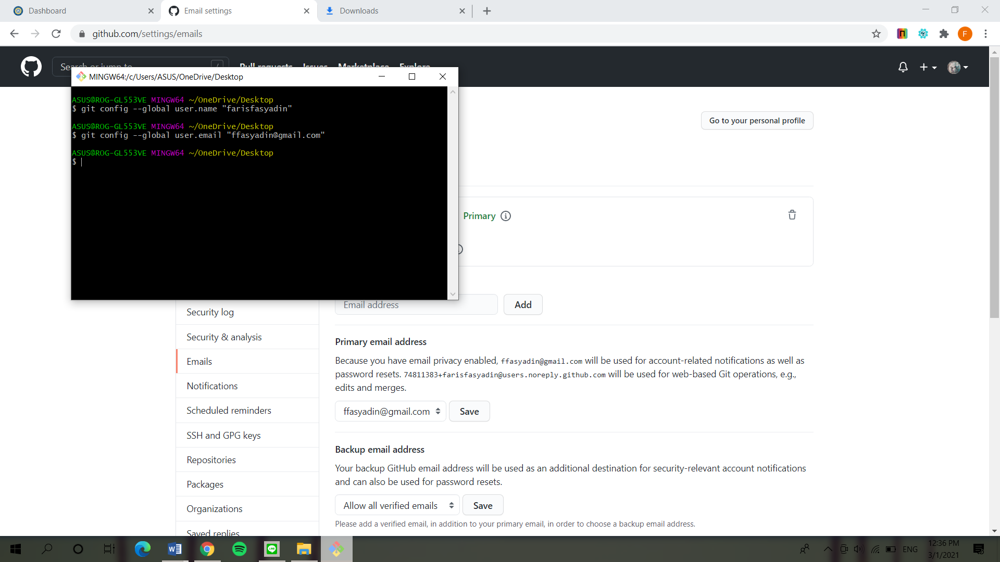 Dashboard
Email settings
Downloads
github.com/settings/emails
F
Search or jump to
/
Pull requests
Issues
Marketplace
Explore
MINGW64:/c/Users/ASUS/OneDrive/Desktop
ASUS@ROG-GL553VE MINGW64 ~/OneDrive/Desktop
$ git config --global user.name "farisfasyadin"
ASUS@ROG-GL553VE MINGW64 ~/OneDrive/Desktop
$ git config --global user.email "ffasyadin@gmail.com"
ASUS@ROG-GL553VE MINGW64 ~/OneDrive/Desktop
$
Go to your personal profile
Primary
Email address
Add
Security log
Security & analysis
Emails
Notifications
Scheduled reminders
SSH and GPG keys
Repositories
Packages
Organizations
Saved replies
Primary email address
Because you have email privacy enabled, ffasyadin@gmail.com will be used for account-related notifications as well as
password resets. 74811383+farisfasyadin@users.noreply.github.com will be used for web-based Git operations, e.g.,
edits and merges.
ffasyadin@gmail.com
Save
Backup email address
Your backup GitHub email address will be used as an additional destination for security-relevant account notifications
and can also be used for password resets.
Allow all verified emails
Save
Please add a verified email, in addition to your primary email, in order to choose a backup email address.
ENG
12:36 PM
3/1/2021